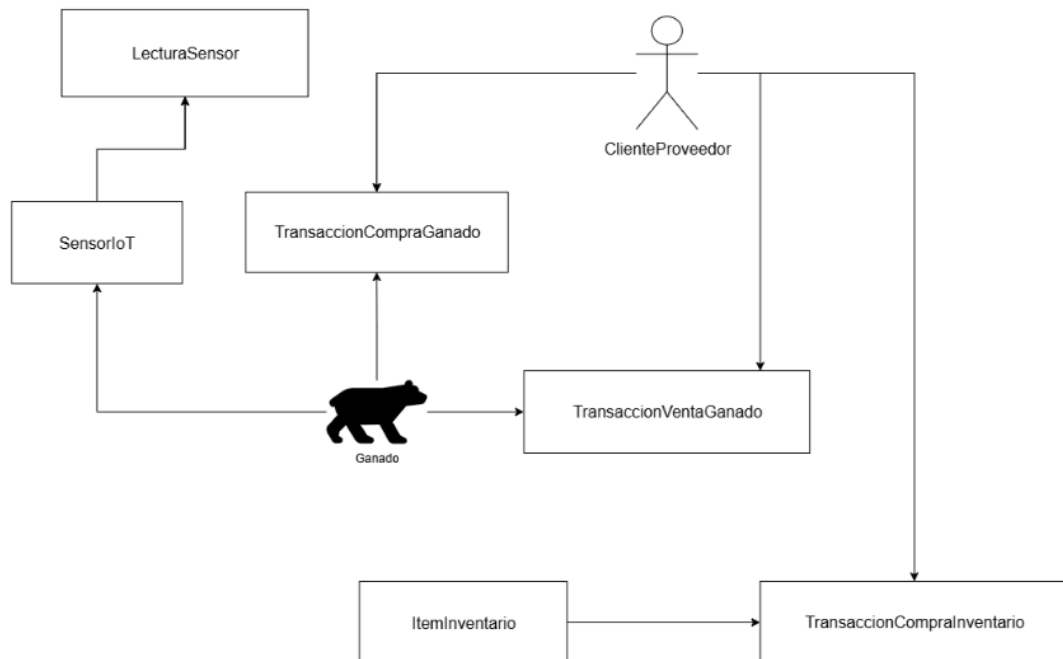 LecturaSensor
ClienteProveedor
SensorIoT
TransaccionCompraGanado
TransaccionVentaGanado
Ganado
ItemInventario
TransaccionCompraInventario